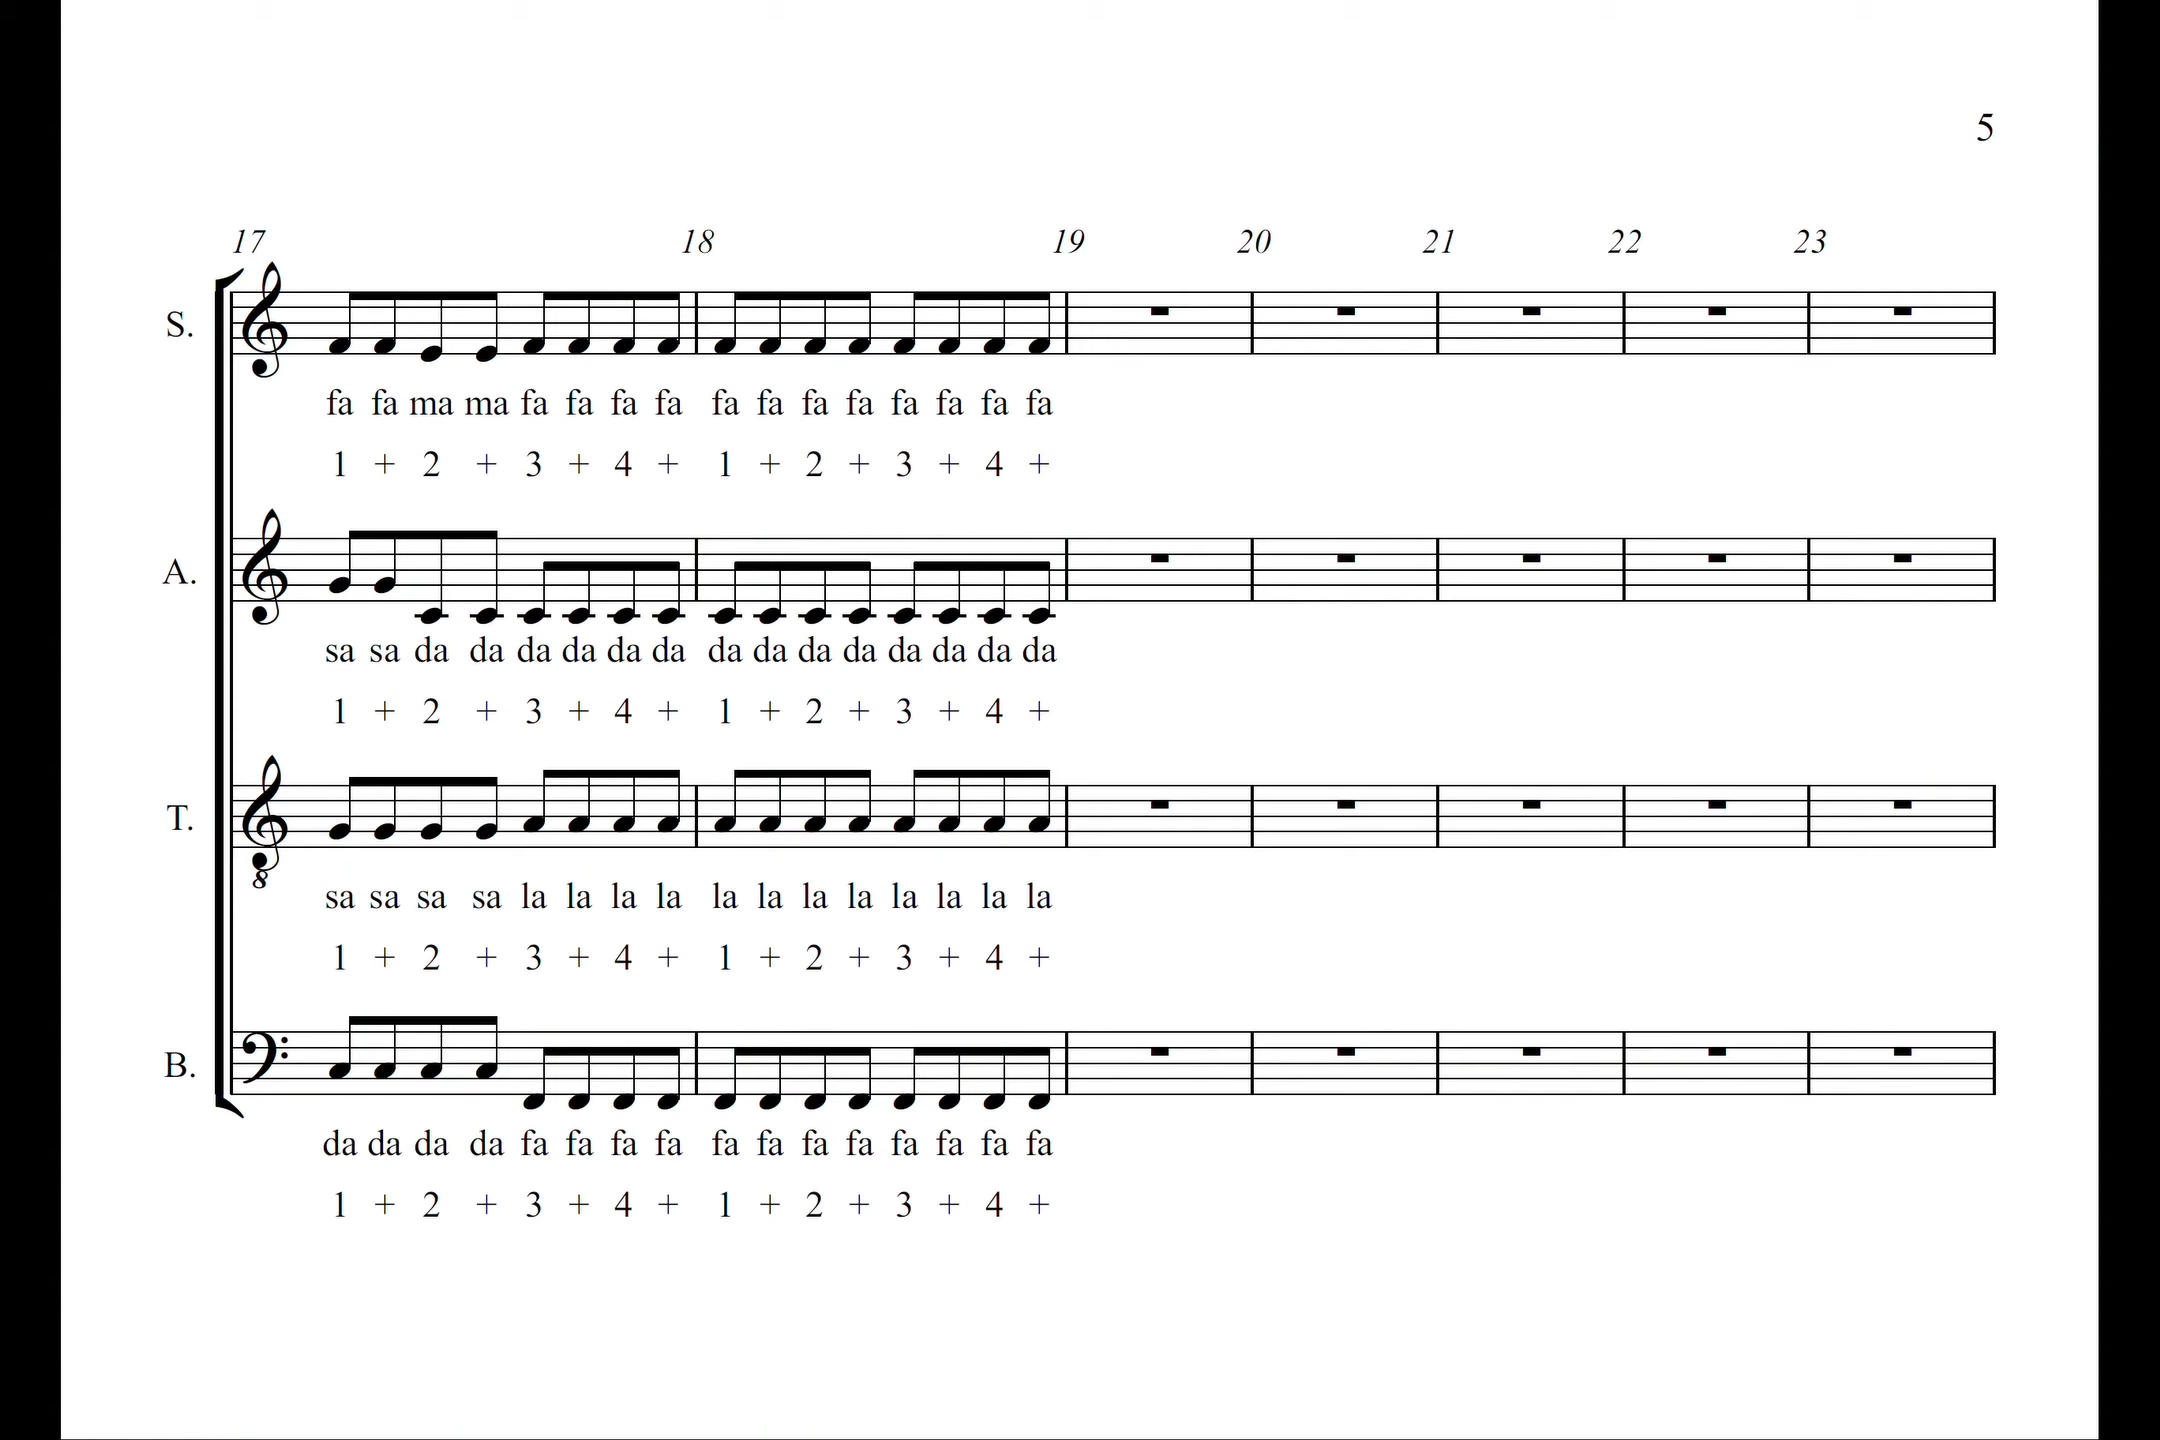 5
17 18 19 20 21 22 23
S.
fa fa ma ma fa fa fa fa fa fa fa fa fa fa fa fa
1 + 2 + 3 + 4 + 1 + 2 + 3 + 4 +
A.
sa sa da da da da da da da da da da da da da da
1 + 2 + 3 + 4 + 1 + 2 + 3 + 4 +
T.
8
sa sa sa sa la la la la la la la la la la la la
1 + 2 + 3 + 4 + 1 + 2 + 3 + 4 +
B.
da da da da fa fa fa fa fa fa fa fa fa fa fa fa
1 + 2 + 3 + 4 + 1 + 2 + 3 + 4 +